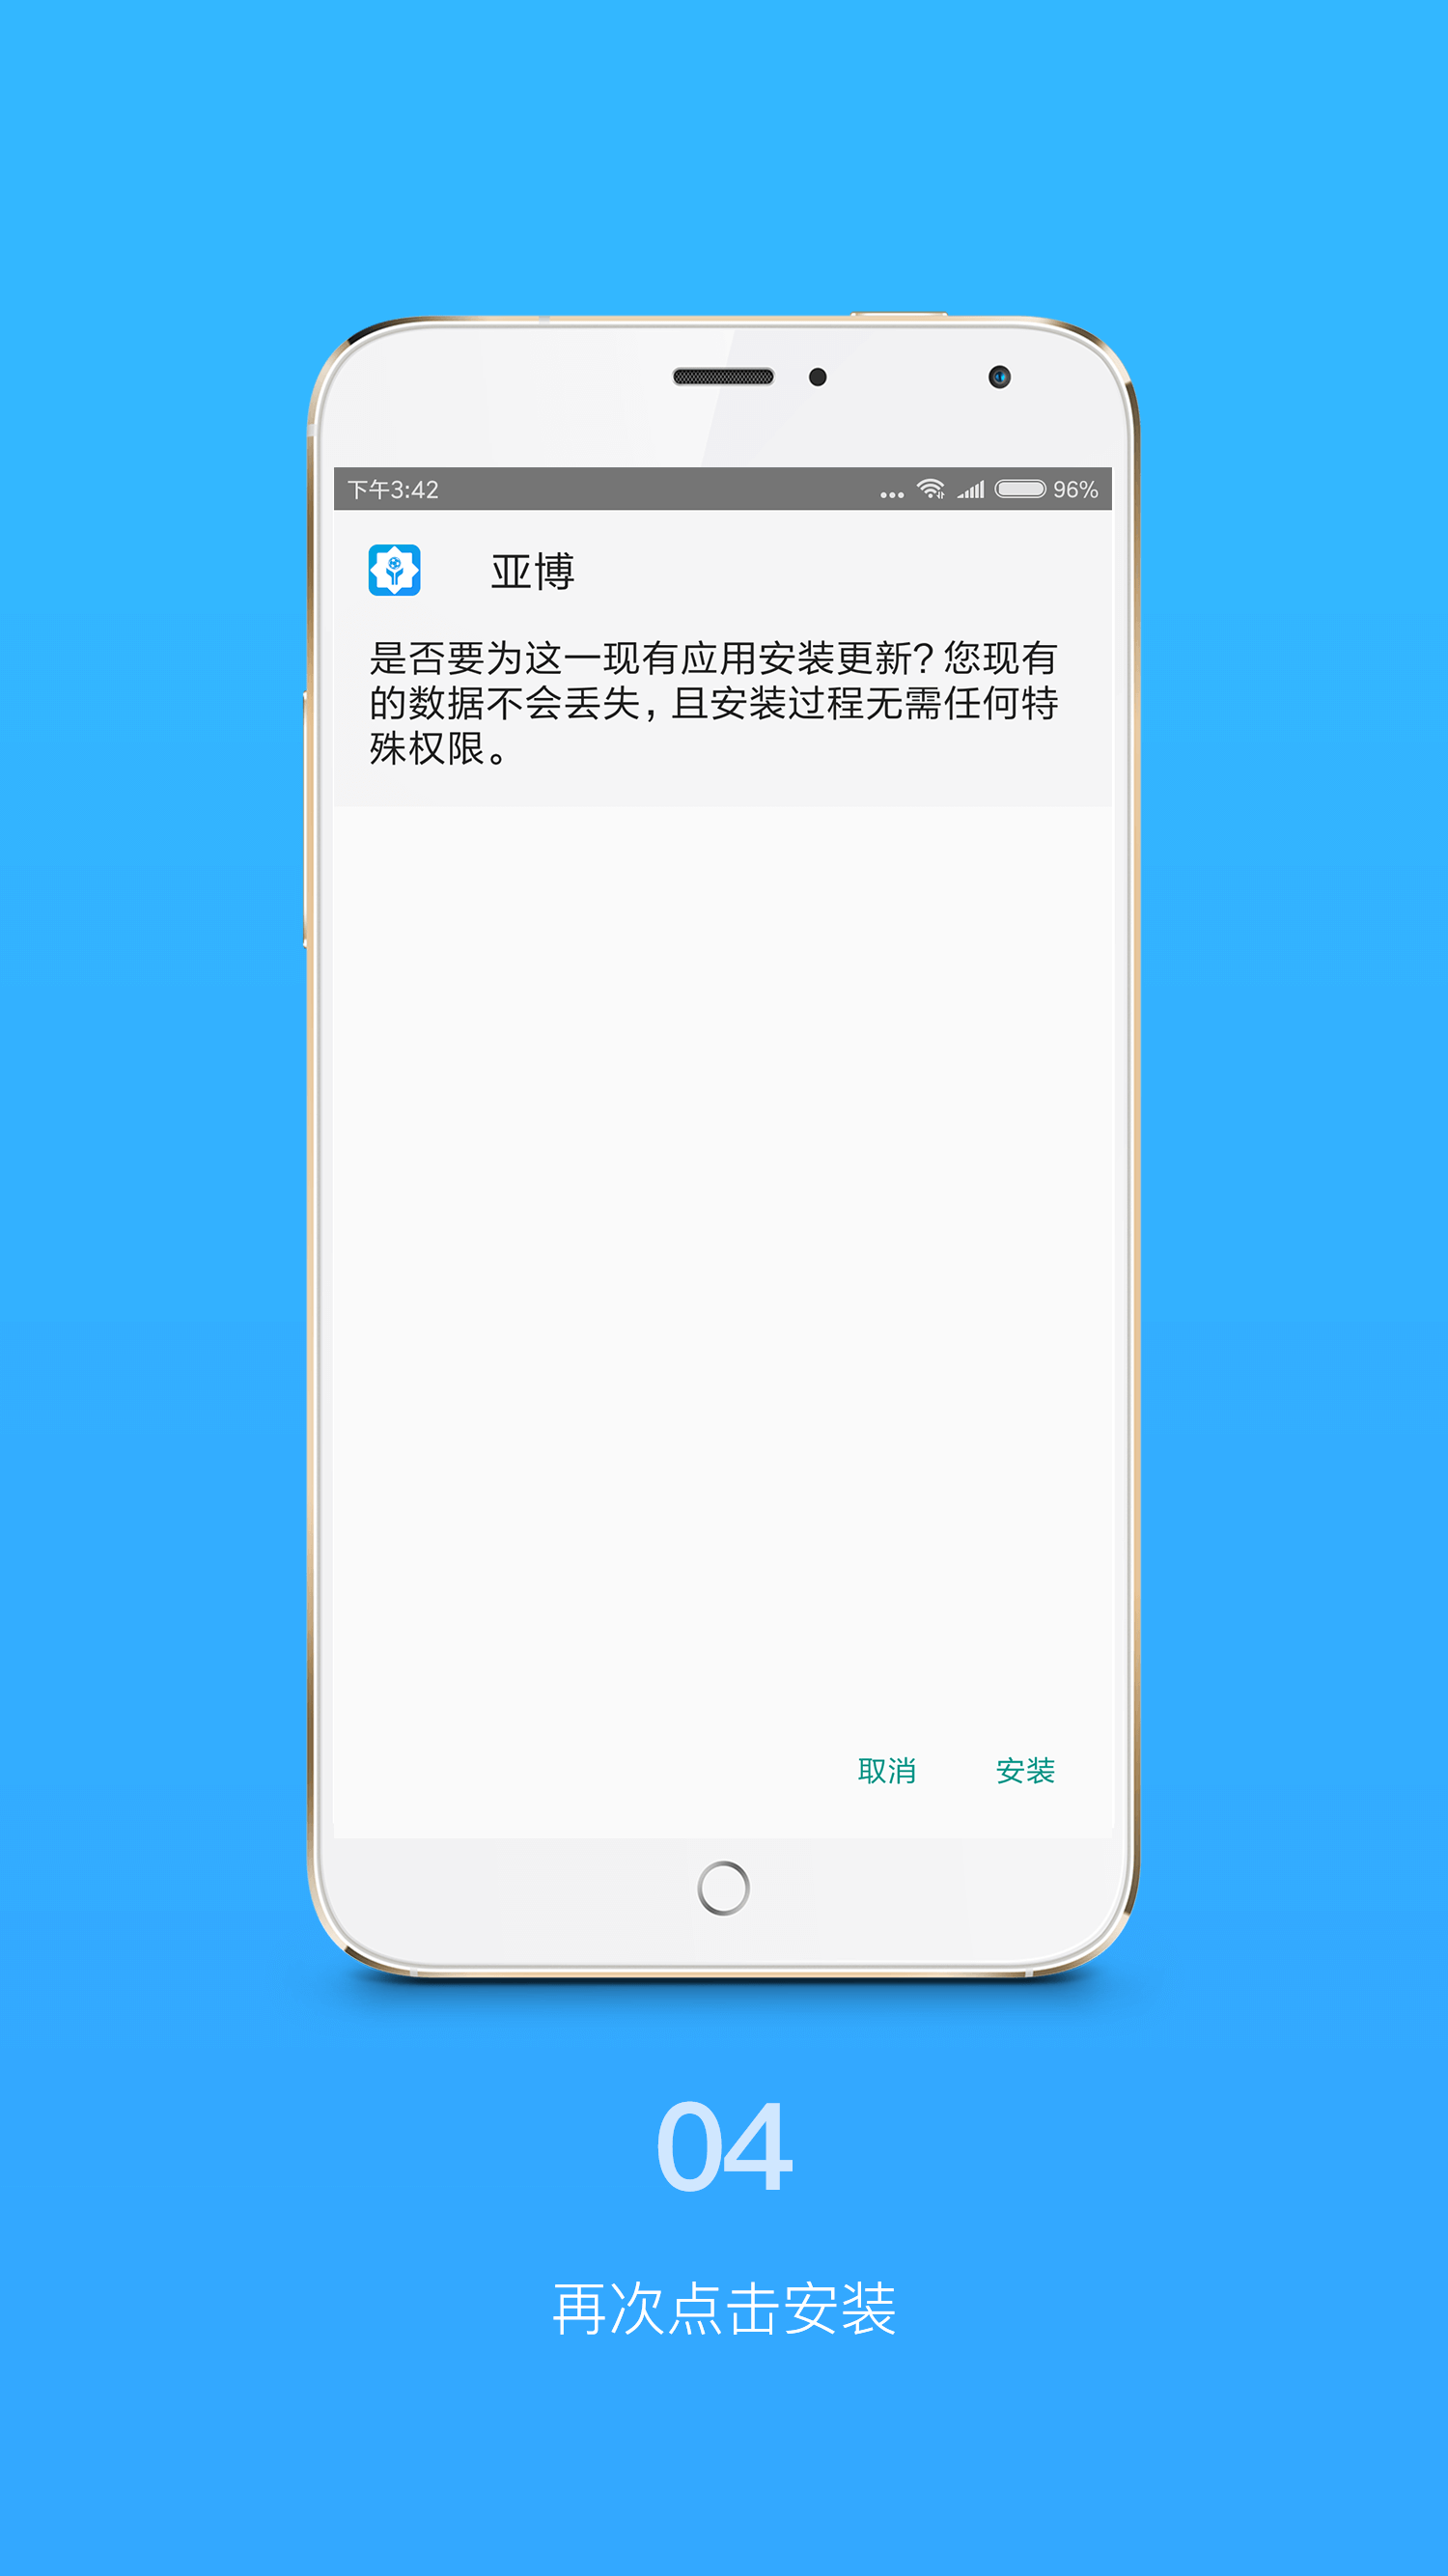 下午3:42
96%
亚博
是否要为这一现有应用安装更新?您现有
的数据不会丢失,且安装过程无需任何特
殊权限。
取消 安装
04
再次点击安装